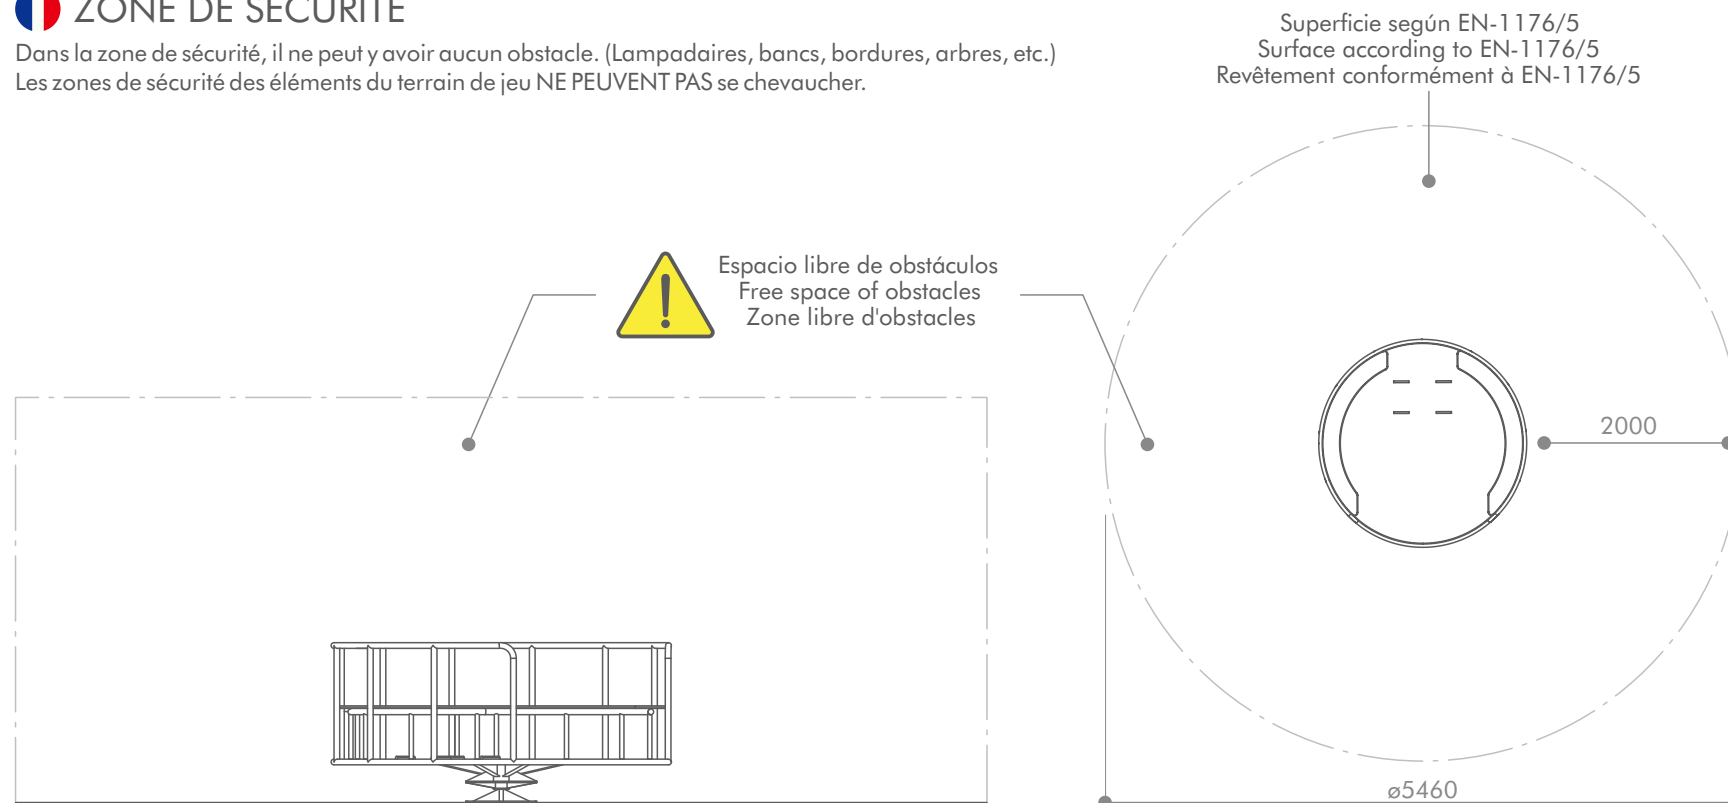 ZONE DE SÉCURITÉ
Dans la zone de sécurité, il ne peut y avoir aucun obstacle. (Lampadaires, bancs, bordures, arbres, etc.)
Les zones de sécurité des éléments du terrain de jeu NE PEUVENT PAS se chevaucher.
Superficie según EN-1176/5
Surface according to EN-1176/5
Revêtement conformément à EN-1176/5
Espacio libre de obstáculos
Free space of obstacles
Zone libre d'obstacles
2000
ø5460